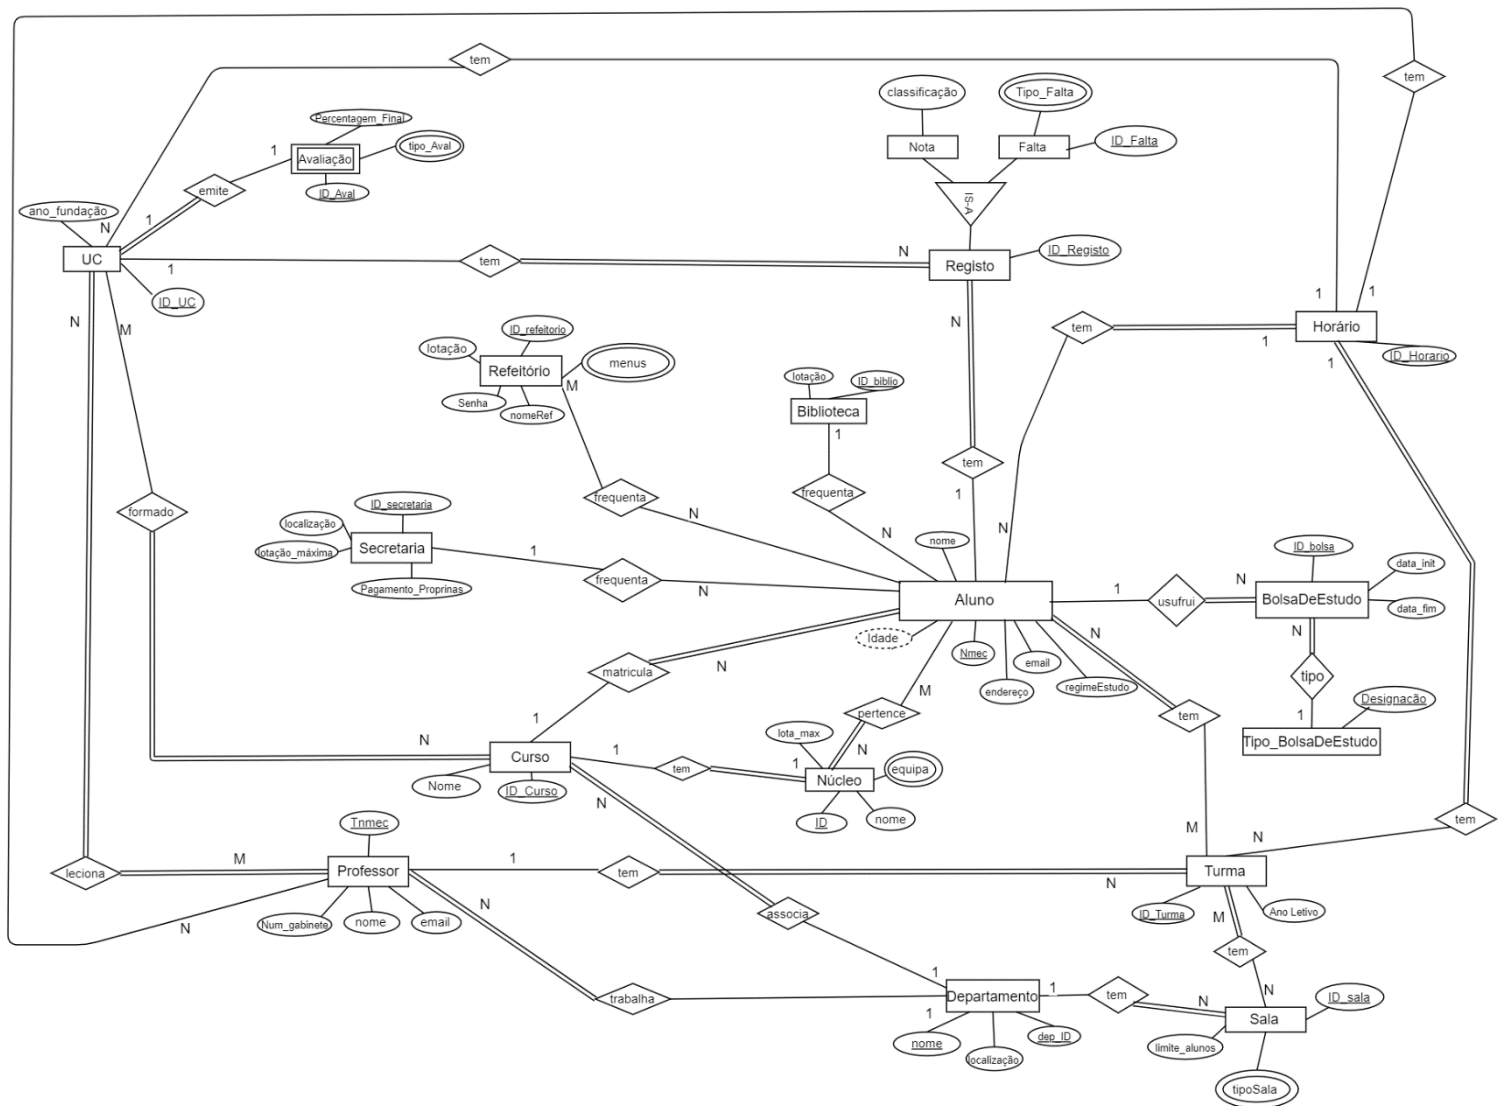 tem
tem
classificação
Tipo_Falta
Percentagem_Final
1
tipo_Aval
Avaliação
Nota
Falta
ID_Falta
emite
ID_Aval
IS-A
ano_fundação
1
N
UC
1
tem
N
Registo
ID_Registo
ID_UC
N
M
1
1
N
tem
Horário
1
1
ID_Horario
ID_refeitorio
lotação
Refeitório
menus
M
Senha
nomeRef
lotação
ID_biblio
Biblioteca
1
tem
1
frequenta
frequenta
N
N
N
formado
ID_secretaria
localização
Secretaria
lotação_máxima
1
Pagamento_Proprinas
frequenta
N
nome
Aluno
ID_bolsa
data_init
1
usufrui
N
BolsaDeEstudo
data_fim
Idade
N
N
Nmec
email
endereço
regimeEstudo
matricula
N
tipo
M
pertence
tem
Designacão
1
1
Tipo_BolsaDeEstudo
N
lota_max
N
Curso
1
tem
1
Núcleo
equipa
Nome
ID_Curso
N
ID
nome
Tnmec
M
N
tem
leciona
M
Professor
1
tem
N
Turma
Num_gabinete
nome
email
N
N
associa
ID_Turma
Ano Letivo
M
tem
1
trabalha
Departamento
1
tem
N
N
ID_sala
Sala
1
nome
localização
dep_ID
limite_alunos
tipoSala